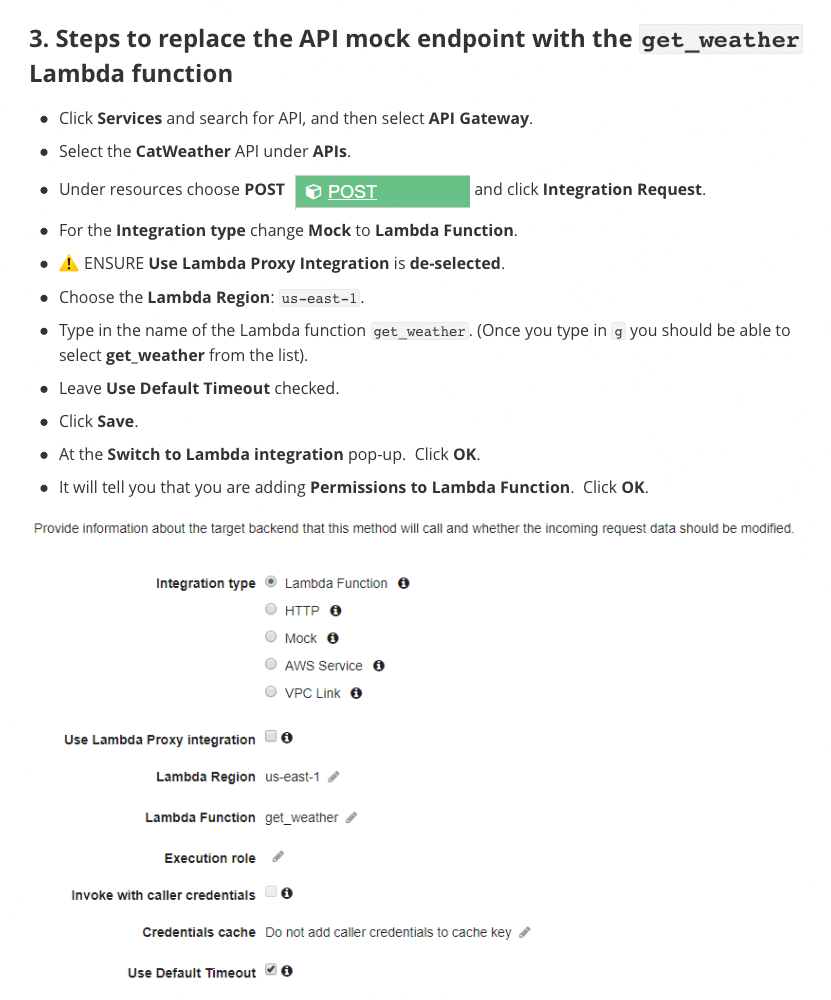 3. Steps to replace the API mock endpoint with the get_weather
Lambda function
Click Services and search for API, and then select API Gateway.
Select the CatWeather API under APIs.
Under resources choose POST POST and click Integration Request.
For the Integration type change Mock to Lambda Function.
⚠️ ENSURE Use Lambda Proxy Integration is de-selected.
Choose the Lambda Region: us-east-1.
Type in the name of the Lambda function get_weather. (Once you type in g you should be able to
select get_weather from the list).
Leave Use Default Timeout checked.
Click Save.
At the Switch to Lambda integration pop-up. Click OK.
It will tell you that you are adding Permissions to Lambda Function. Click OK.
Provide information about the target backend that this method will call and whether the incoming request data should be modified.
Integration type Lambda Function
HTTP
Mock
AWS Service
VPC Link
Use Lambda Proxy integration
Lambda Region us-east-1
Lambda Function get_weather
Execution role
Invoke with caller credentials
Credentials cache Do not add caller credentials to cache key
Use Default Timeout